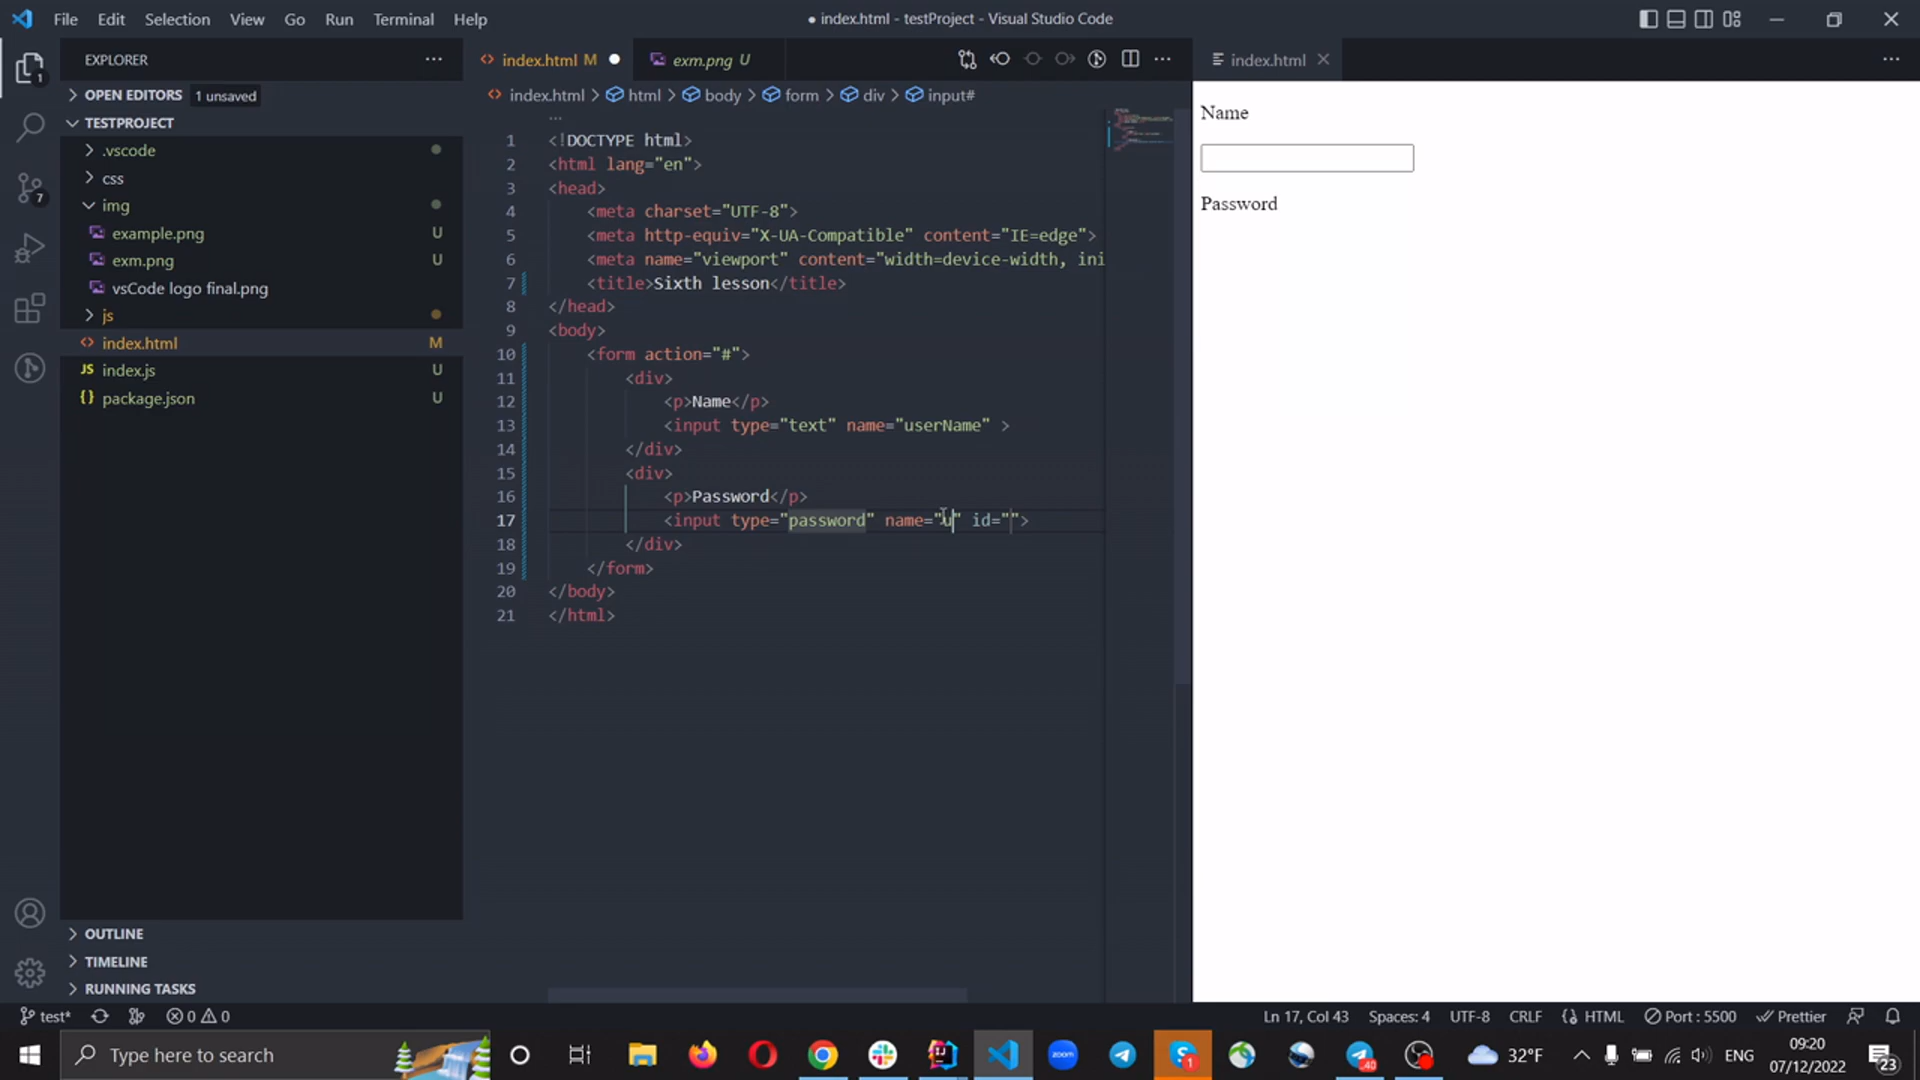 File Edit Selection View Go Run Terminal Help
● index.html - testProject - Visual Studio Code
EXPLORER
OPEN EDITORS 1 unsaved
TESTPROJECT
.vscode
css
img
example.png U
exm.png U
vsCode logo final.png
js
index.html M
JS index.js U
{} package.json U
OUTLINE
TIMELINE
RUNNING TASKS
1
7
<> index.html M ●
exm.png U
<> index.html > html > body > form > div > input#
1 <!DOCTYPE html>
2 <html lang="en">
3 <head>
4 <meta charset="UTF-8">
5 <meta http-equiv="X-UA-Compatible" content="IE=edge">
6 <meta name="viewport" content="width=device-width, ini
7 <title>Sixth lesson</title>
8 </head>
9 <body>
10 <form action="#">
11 <div>
12 <p>Name</p>
13 <input type="text" name="userName" >
14 </div>
15 <div>
16 <p>Password</p>
17 <input type="password" name="u" id="">
18 </div>
19 </form>
20 </body>
21 </html>
index.html
Name
Password
test* 0 0
Ln 17, Col 43 Spaces: 4 UTF-8 CRLF {} HTML Port : 5500 Prettier
Type here to search
zoom
40
1
32°F
ENG
09:20
07/12/2022
23